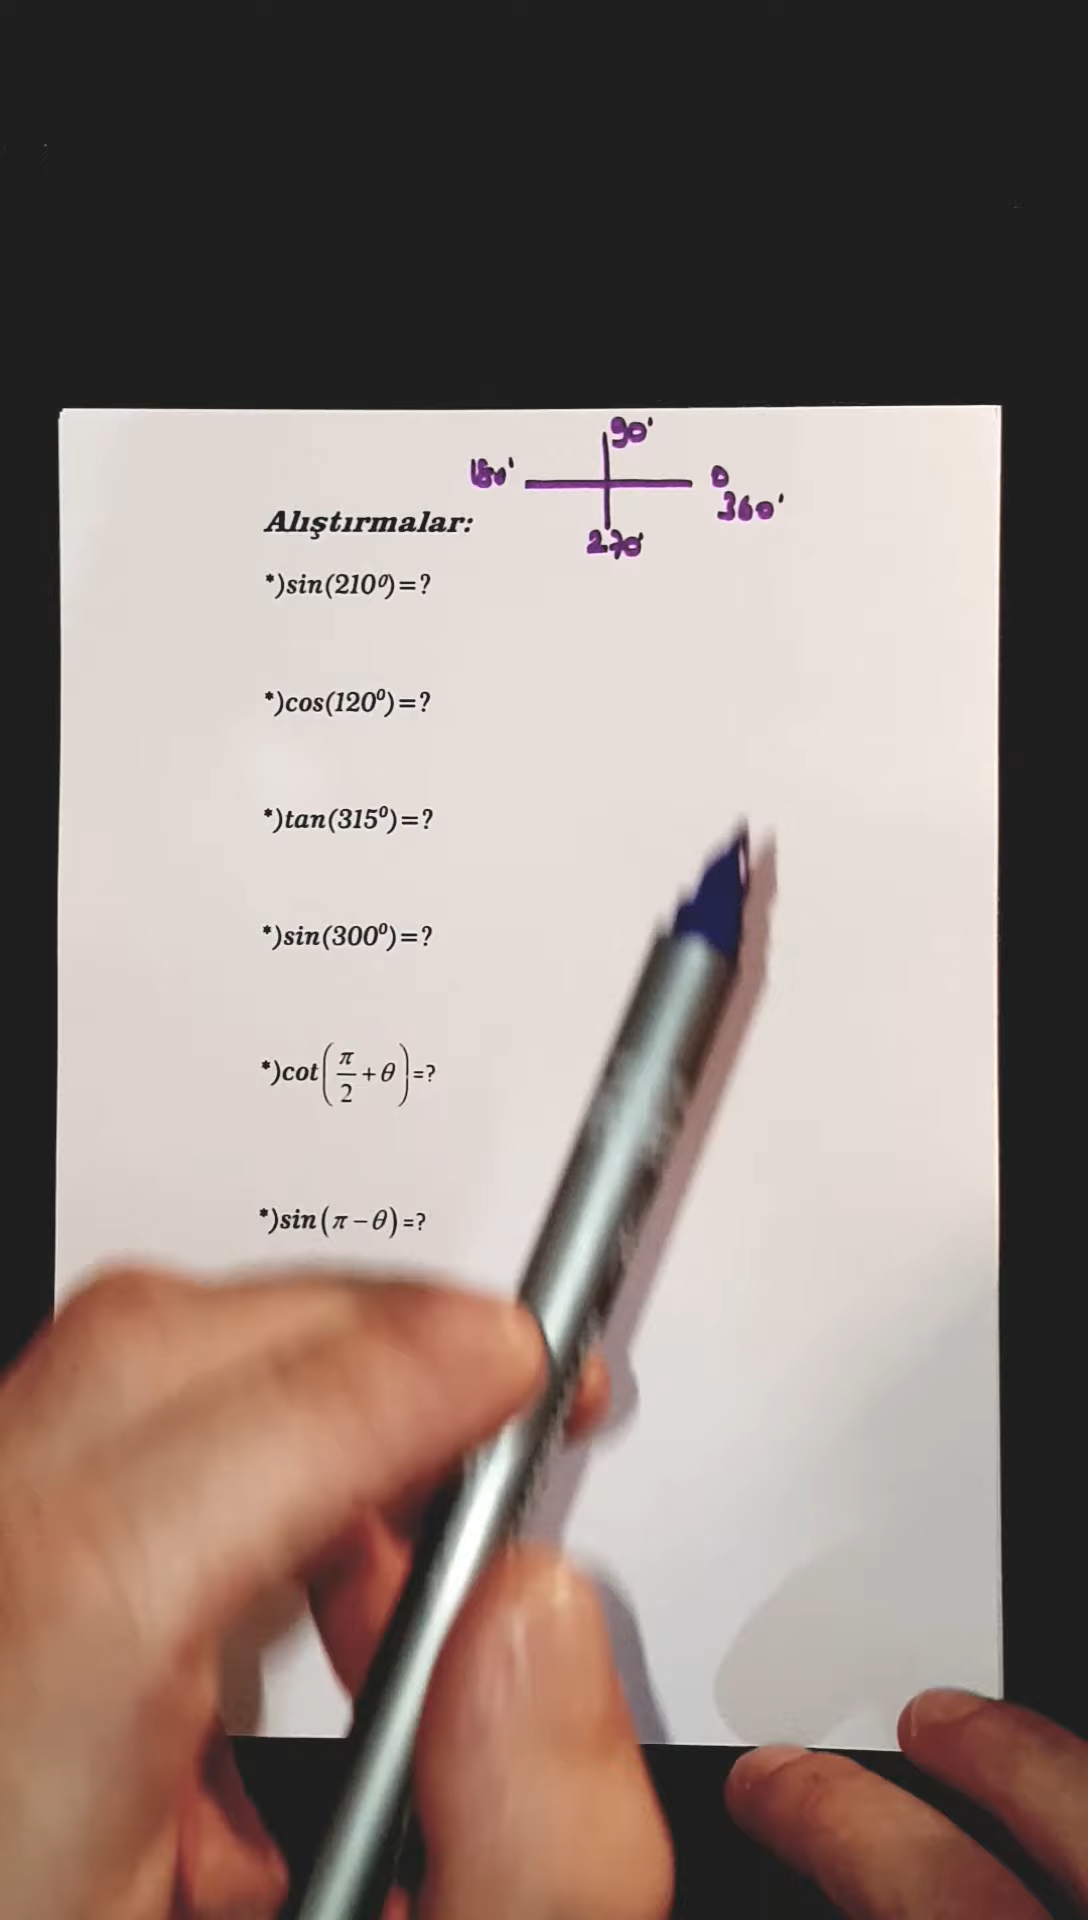 90°
180°
0
360°
Alıştırmalar:
270°
*)sin(210⁰)=?
*)cos(120⁰)=?
*)tan(315⁰)=?
*)sin(300⁰)=?
*)cot(π/2+θ)=?
*)sin(π−θ)=?